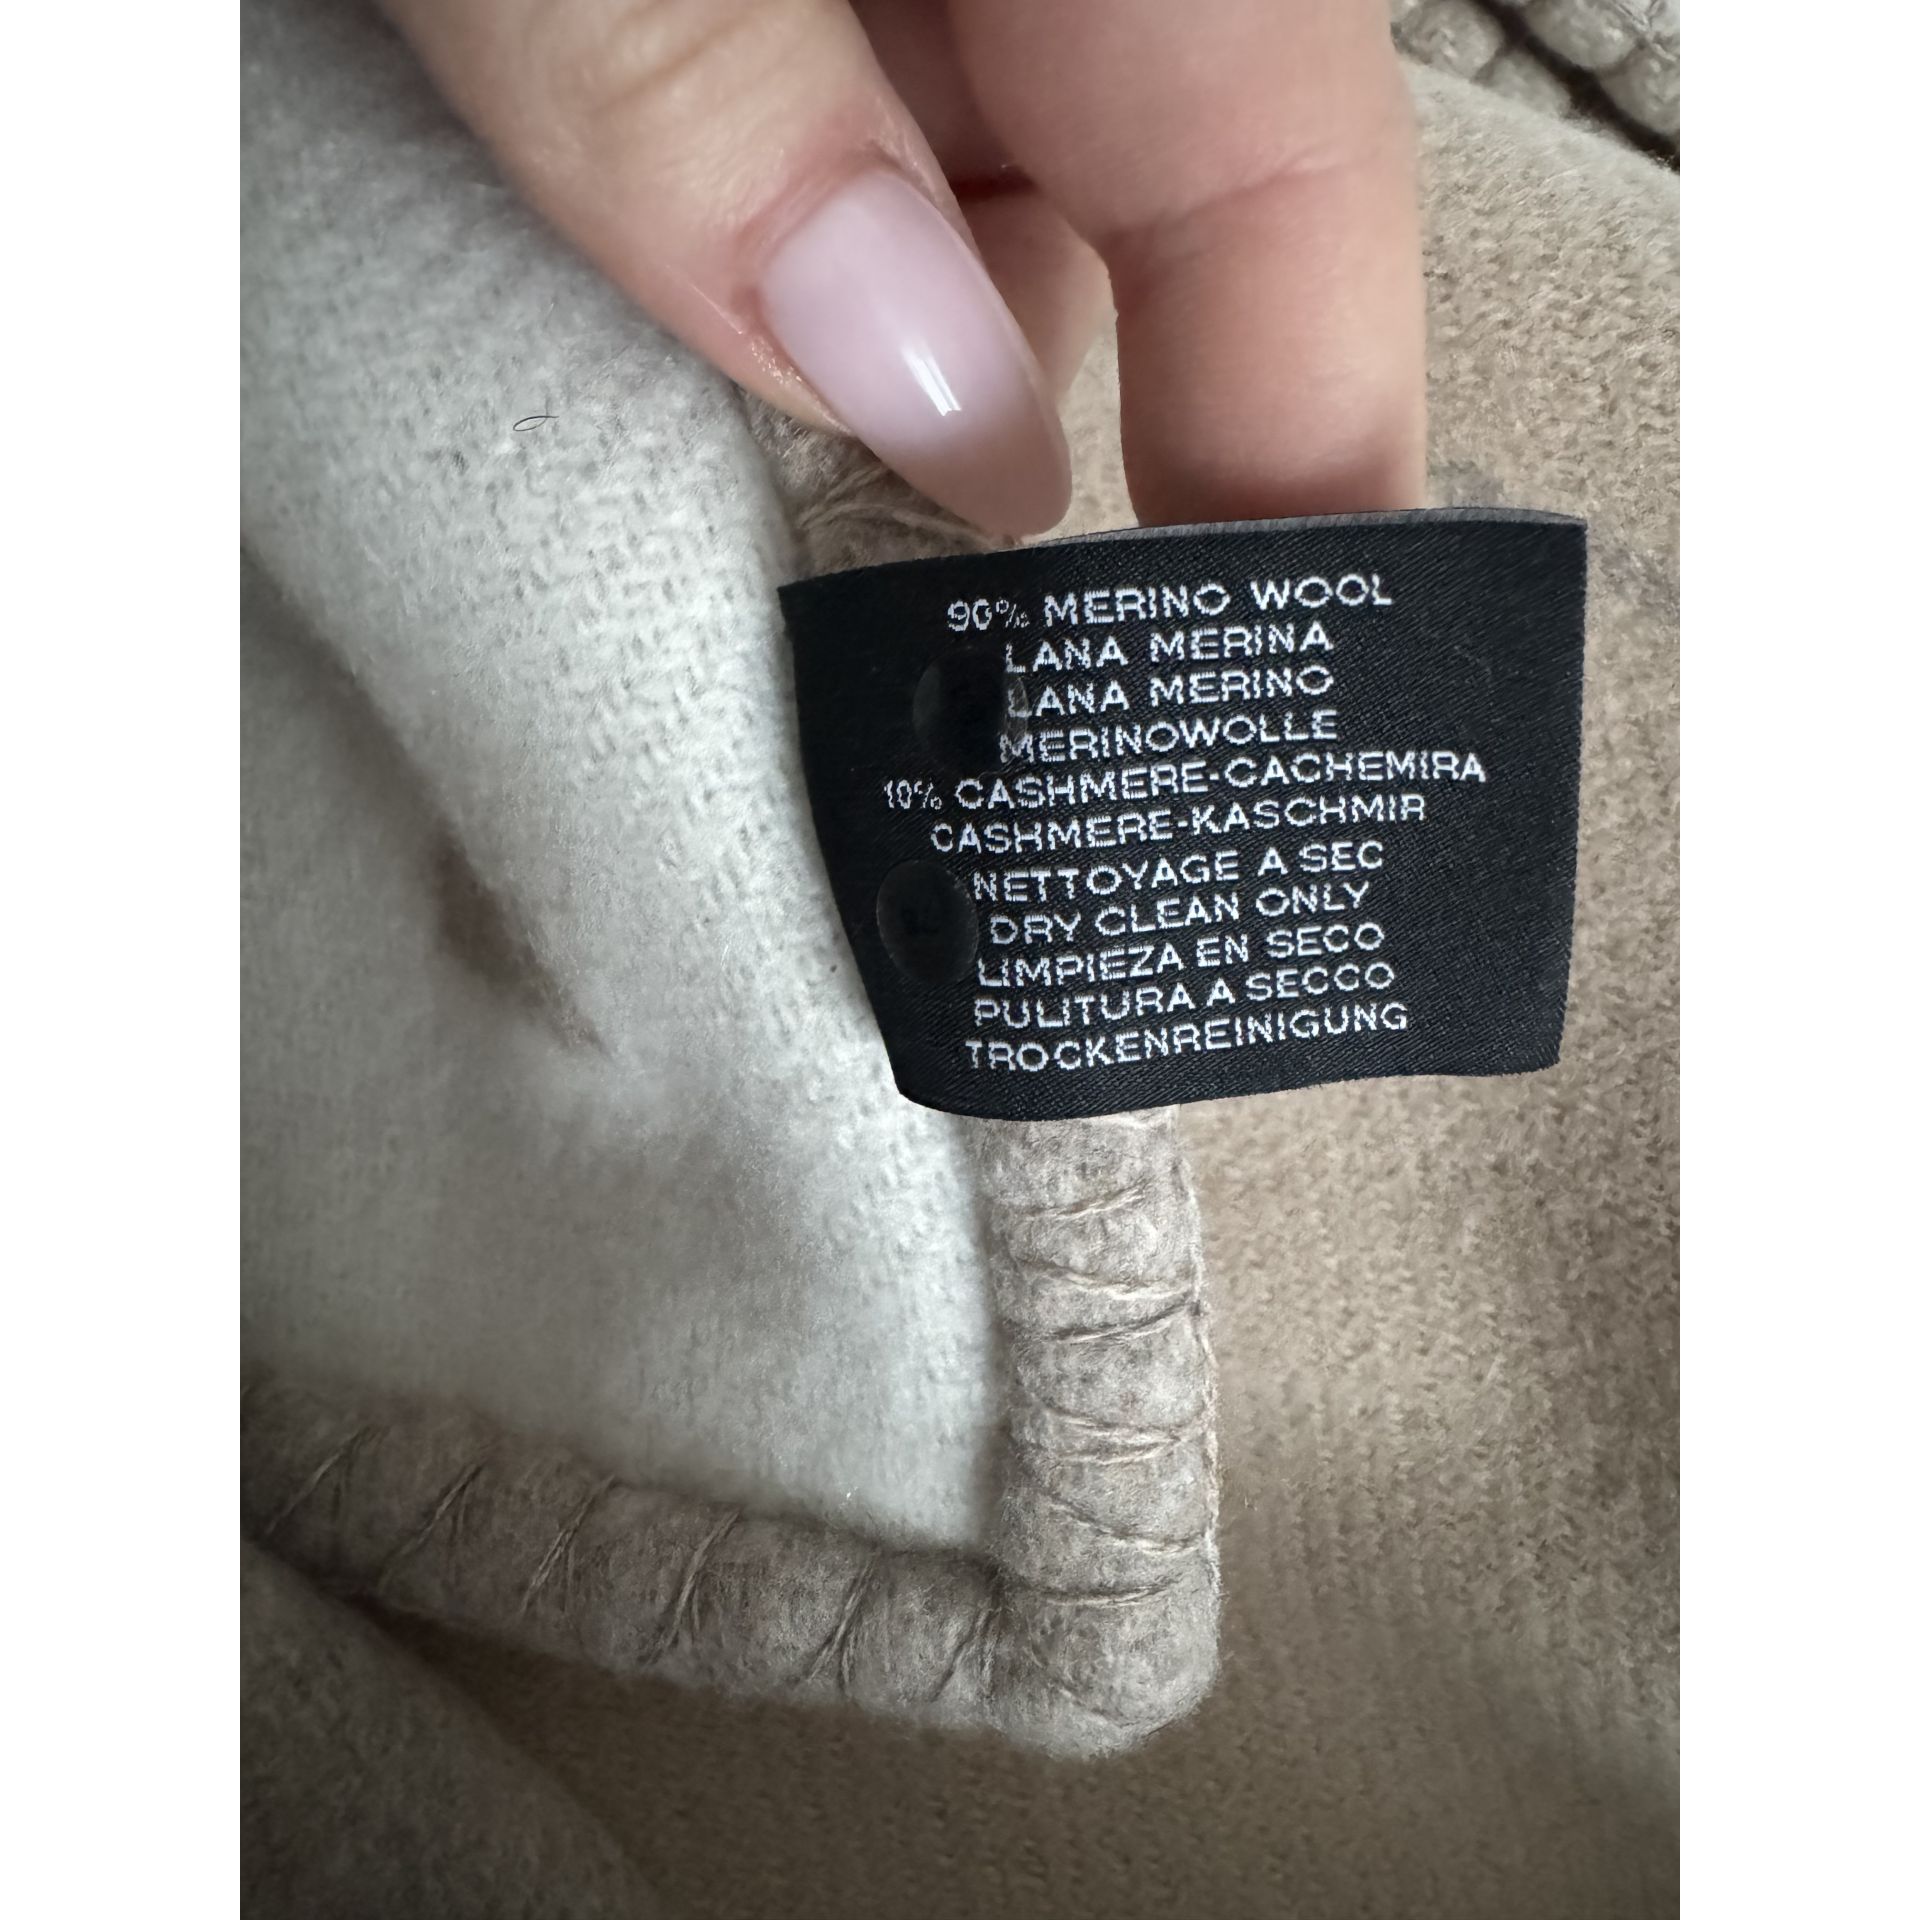 90% MERINO WOOL
LANA MERINA
LANA MERINO
MERINOWOLLE
10% CASHMERE-CACHEMIRA
CASHMERE-KASCHMIR
NETTOYAGE A SEC
DRY CLEAN ONLY
LIMPIEZA EN SECO
PULITURA A SECCO
TROCKENREINIGUNG